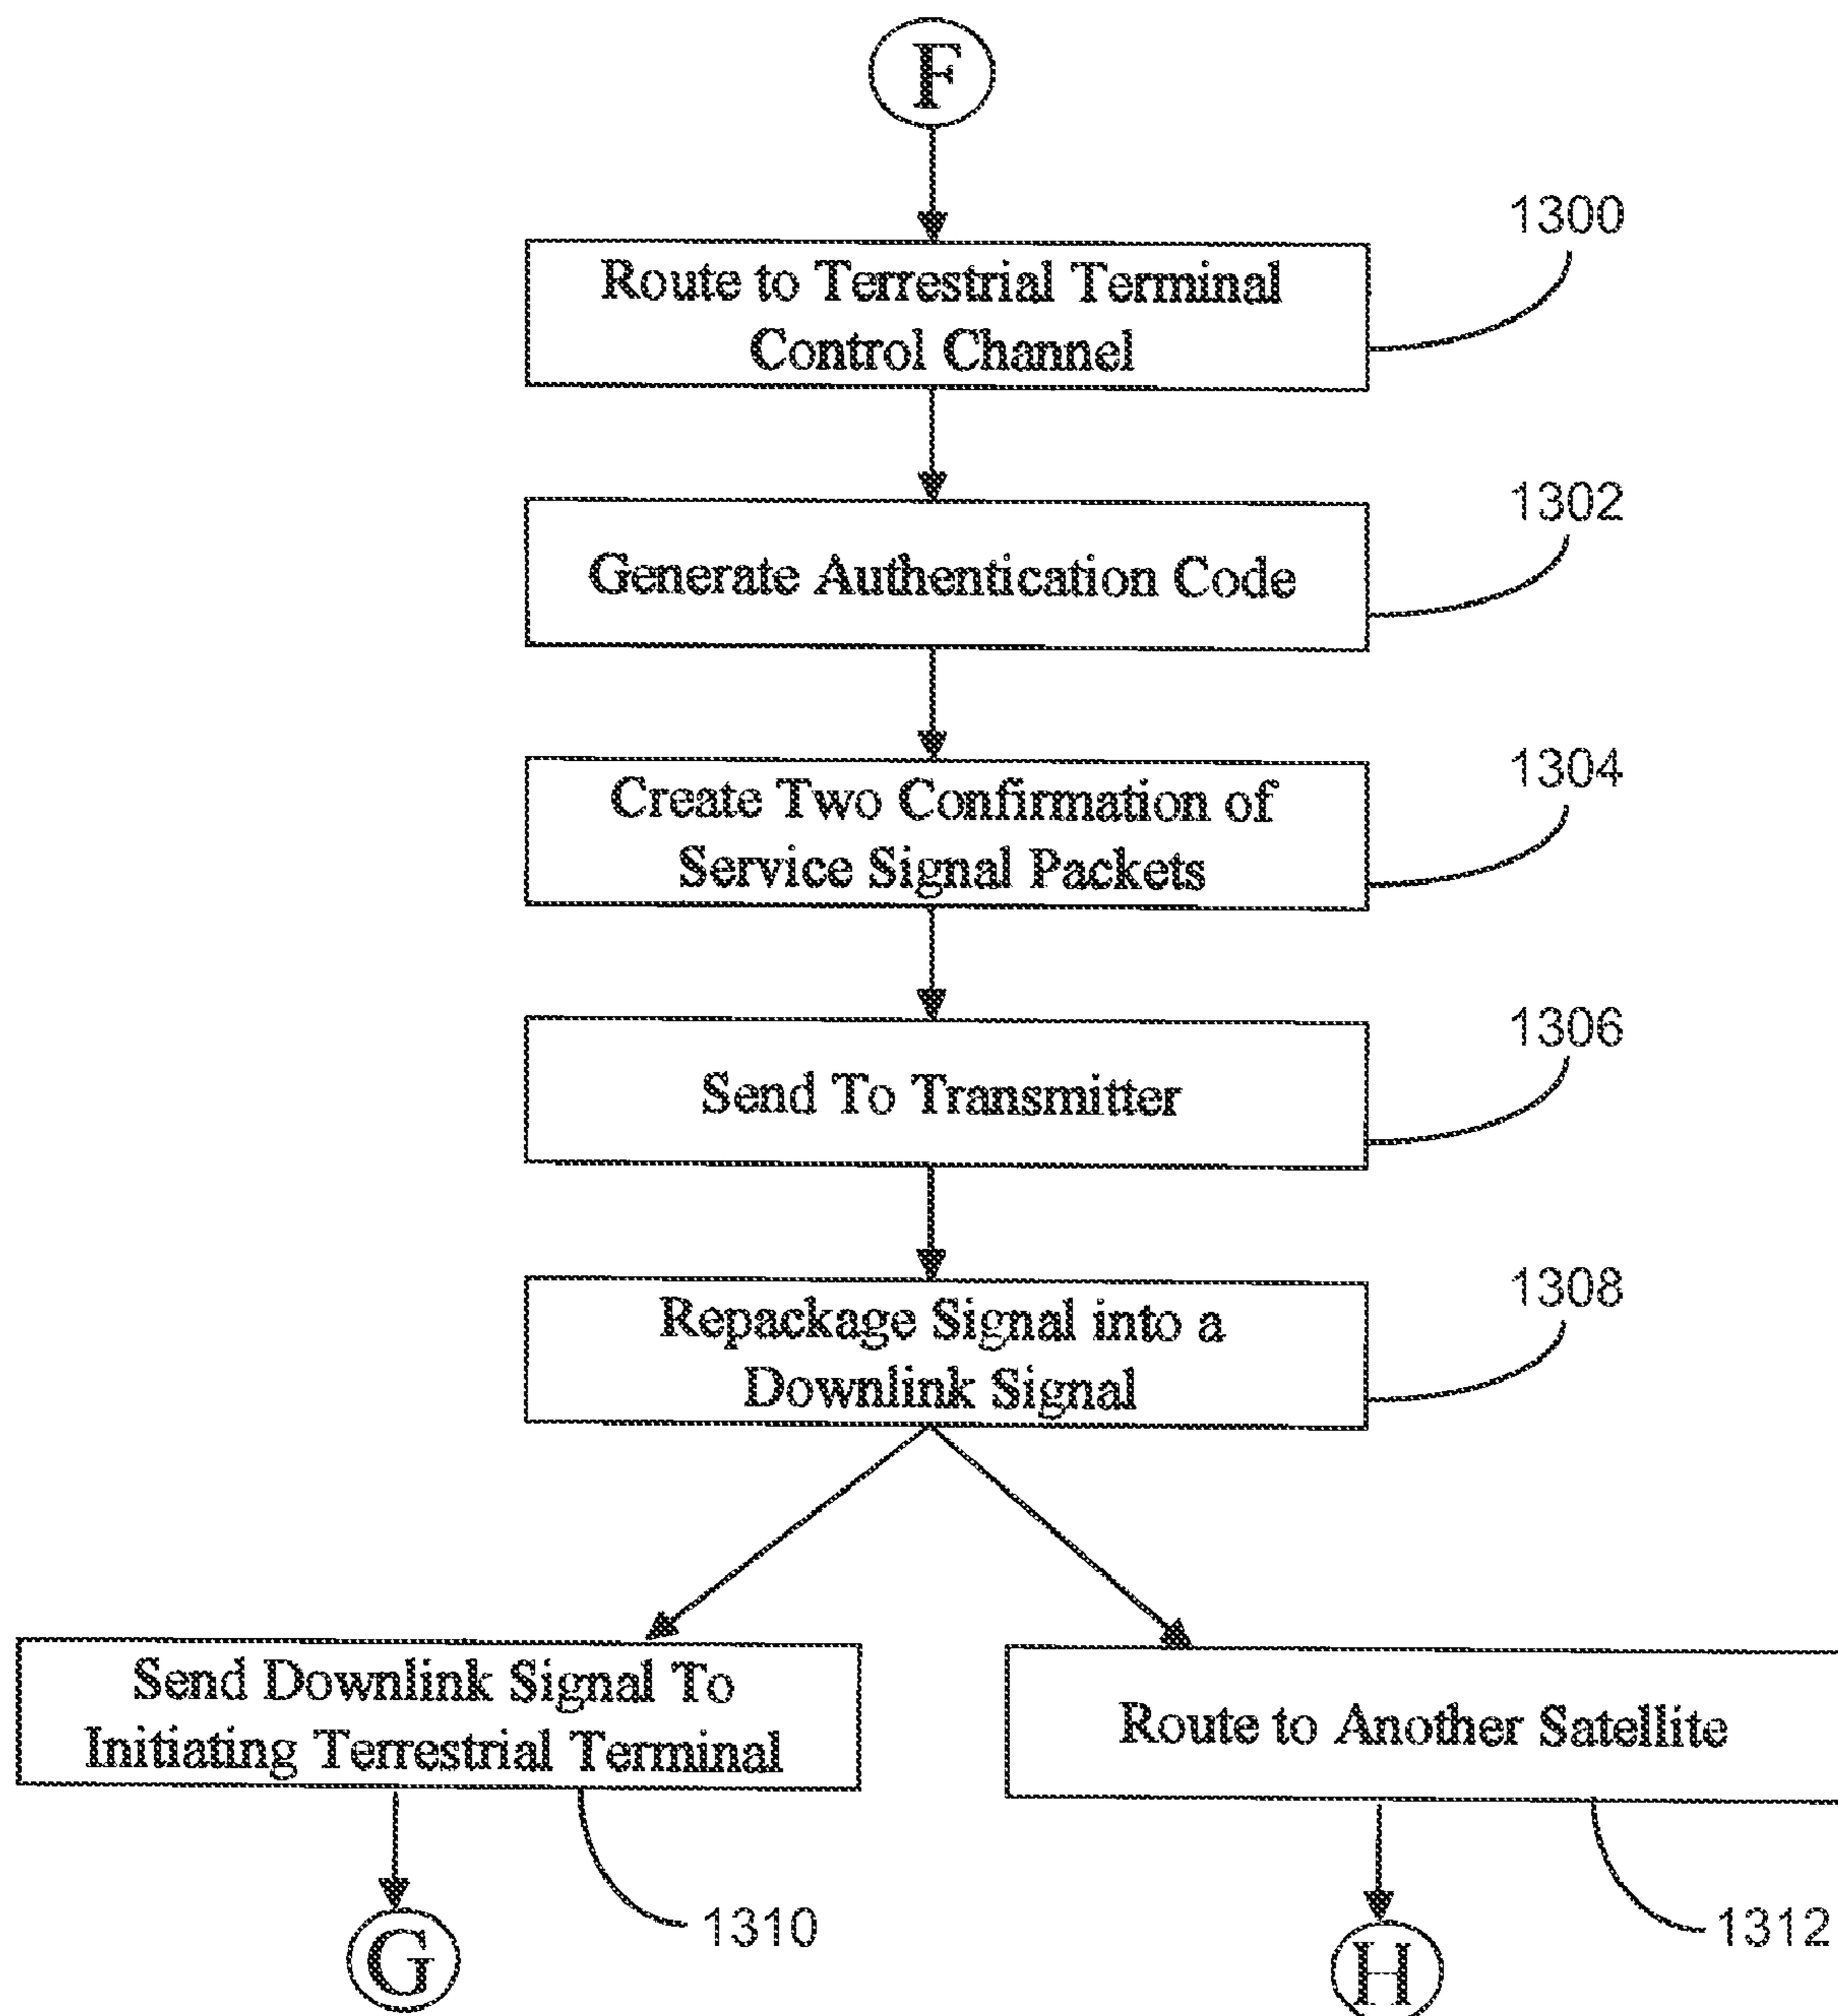 F
1300
Route to Terrestrial Terminal
Control Channel
1302
Generate Authentication Code
1304
Create Two Confirmation of
Service Signal Packets
1306
Send To Transmitter
1308
Repackage Signal into a
Downlink Signal
Send Downlink Signal To
Initiating Terrestrial Terminal
Route to Another Satellite
1310
1312
G
H